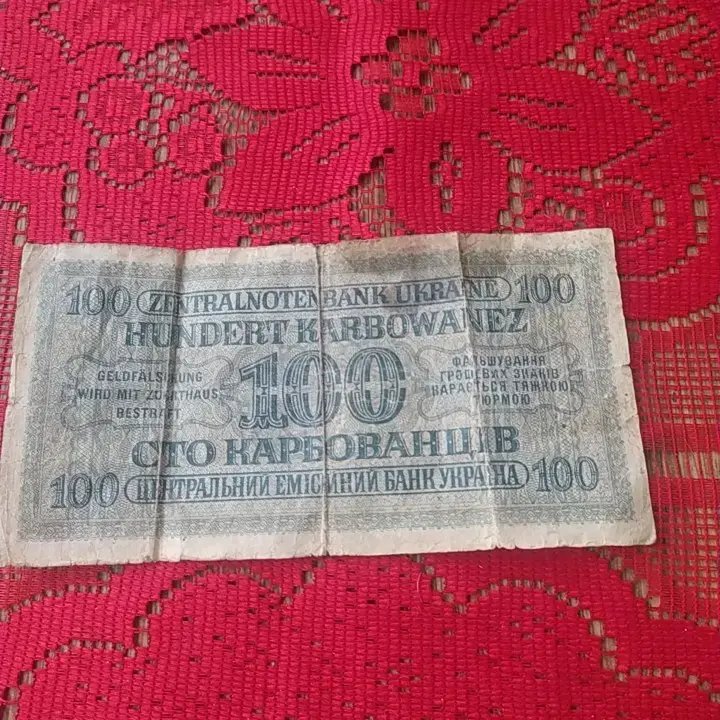 100 ZENTRALNOTENBANK UKRAINE 100
HUNDERT KARBOWANEZ
GELDFÄLSCHUNG
WIRD MIT ZUCHTHAUS
BESTRAFT
100
ФАЛЬШУВАННЯ
ГРОШЕВИХ ЗНАКІВ
КАРАЄТЬСЯ ТЯЖКОЮ
ТЮРМОЮ
СТО КАРБОВАНЦІВ
100 ЦЕНТРАЛЬНИЙ ЕМІСІЙНИЙ БАНК УКРАЇНА 100